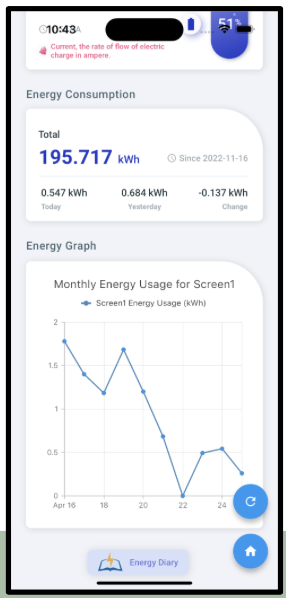 10:43
51%
Current, the rate of flow of electric
charge in ampere.
Energy Consumption
Total
195.717 kWh
Since 2022-11-16
0.547 kWh
0.684 kWh
-0.137 kWh
Today
Yesterday
Change
Energy Graph
Monthly Energy Usage for Screen1
Screen1 Energy Usage (kWh)
2
1.5
1
0.5
0
Apr 16
18
20
22
24
Energy Diary